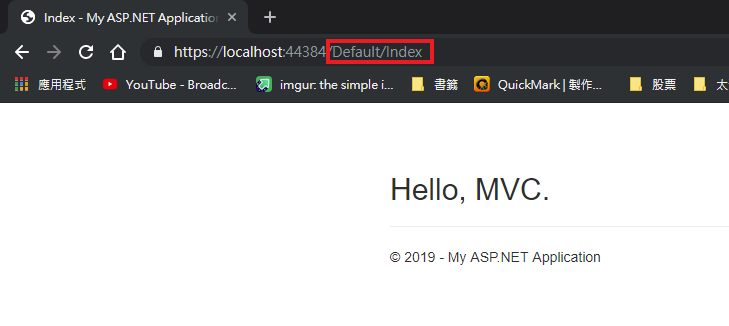 Index - My ASP.NET Application
https://localhost:44384/Default/Index
應用程式 YouTube - Broadc... imgur: the simple i... 書籤 QuickMark | 製作... 股票 太
Hello, MVC.
© 2019 - My ASP.NET Application